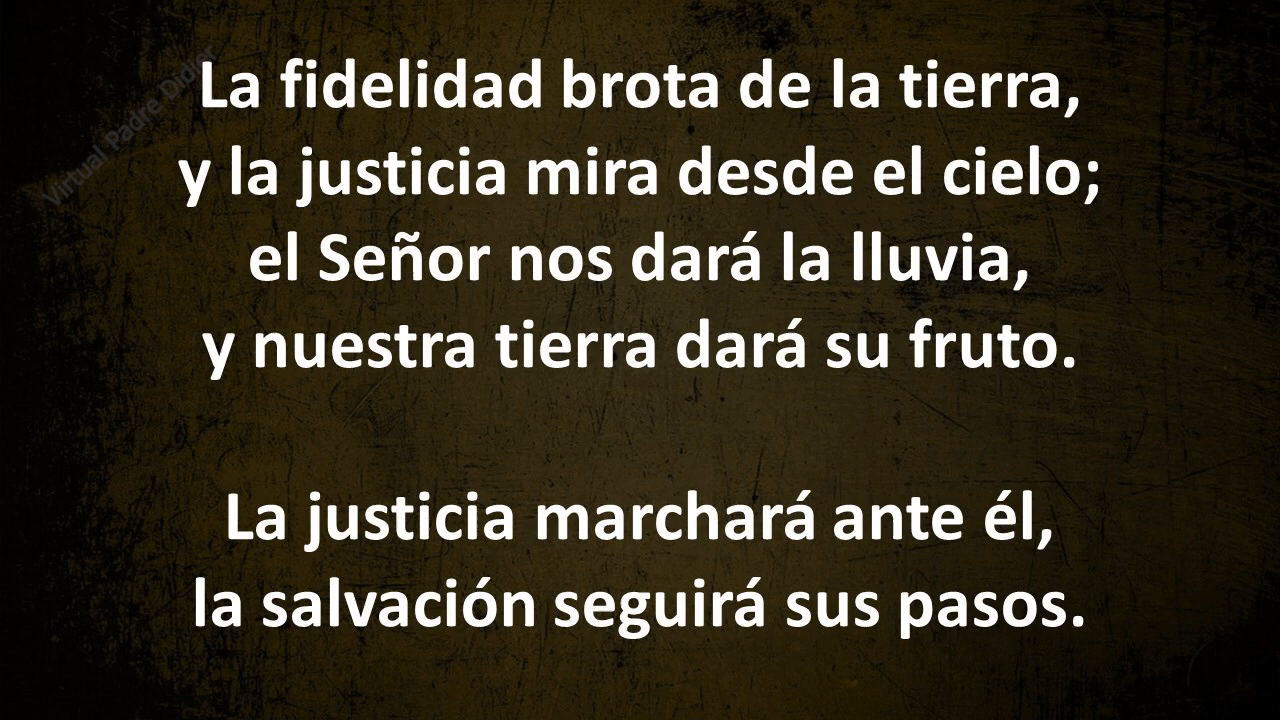 Virtual Padre Didier
La fidelidad brota de la tierra,
y la justicia mira desde el cielo;
el Señor nos dará la lluvia,
y nuestra tierra dará su fruto.
La justicia marchará ante él,
la salvación seguirá sus pasos.